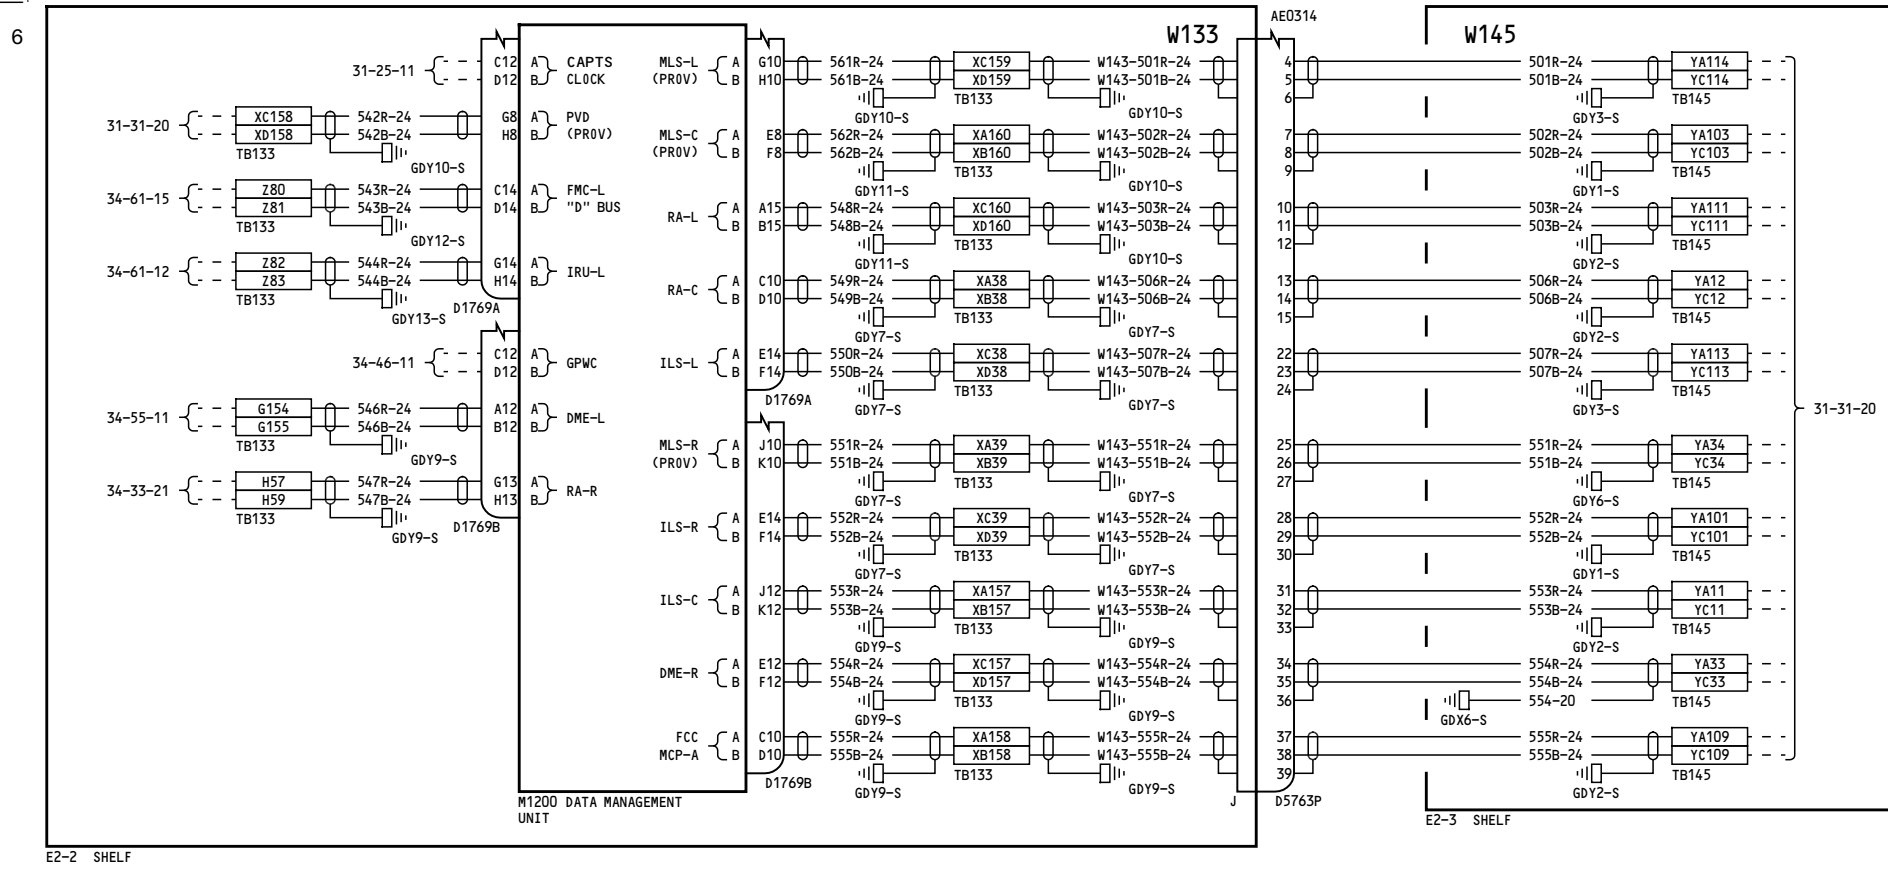 6
W133
AE0314
W145
31-25-11
C12 A CAPTS
D12 B CLOCK
31-31-20
XC158 542R-24 G8 A PVD
XD158 542B-24 H8 B (PROV)
TB133
GDY10-S
34-61-15
Z80 543R-24 C14 A FMC-L
Z81 543B-24 D14 B "D" BUS
TB133
GDY12-S
34-61-12
Z82 544R-24 G14 A IRU-L
Z83 544B-24 H14 B
TB133
GDY13-S
D1769A
34-46-11
C12 A GPWC
D12 B
34-55-11
G154 546R-24 A12 A DME-L
G155 546B-24 B12 B
TB133
GDY9-S
34-33-21
H57 547R-24 G13 A RA-R
H59 547B-24 H13 B
TB133
GDY9-S
D1769B
MLS-L A G10 561R-24 XC159 W143-501R-24 4 501R-24 YA114
(PROV) B H10 561B-24 XD159 W143-501B-24 5 501B-24 YC114
GDY10-S TB133 GDY10-S 6 GDY3-S TB145
MLS-C A E8 562R-24 XA160 W143-502R-24 7 502R-24 YA103
(PROV) B F8 562B-24 XB160 W143-502B-24 8 502B-24 YC103
GDY11-S TB133 GDY10-S 9 GDY1-S TB145
RA-L A A15 548R-24 XC160 W143-503R-24 10 503R-24 YA111
B B15 548B-24 XD160 W143-503B-24 11 503B-24 YC111
GDY11-S TB133 GDY10-S 12 GDY2-S TB145
RA-C A C10 549R-24 XA38 W143-506R-24 13 506R-24 YA12
B D10 549B-24 XB38 W143-506B-24 14 506B-24 YC12
GDY7-S TB133 GDY7-S 15 GDY2-S TB145
ILS-L A E14 550R-24 XC38 W143-507R-24 22 507R-24 YA113
B F14 550B-24 XD38 W143-507B-24 23 507B-24 YC113
GDY7-S TB133 GDY7-S 24 GDY3-S TB145
D1769A
31-31-20
MLS-R A J10 551R-24 XA39 W143-551R-24 25 551R-24 YA34
(PROV) B K10 551B-24 XB39 W143-551B-24 26 551B-24 YC34
GDY7-S TB133 GDY7-S 27 GDY6-S TB145
ILS-R A E14 552R-24 XC39 W143-552R-24 28 552R-24 YA101
B F14 552B-24 XD39 W143-552B-24 29 552B-24 YC101
GDY7-S TB133 GDY7-S 30 GDY1-S TB145
ILS-C A J12 553R-24 XA157 W143-553R-24 31 553R-24 YA11
B K12 553B-24 XB157 W143-553B-24 32 553B-24 YC11
GDY9-S TB133 GDY9-S 33 GDY2-S TB145
DME-R A E12 554R-24 XC157 W143-554R-24 34 554R-24 YA33
B F12 554B-24 XD157 W143-554B-24 35 554B-24 YC33
GDY9-S TB133 GDY9-S 36 GDX6-S 554-20 TB145
FCC A C10 555R-24 XA158 W143-555R-24 37 555R-24 YA109
MCP-A B D10 555B-24 XB158 W143-555B-24 38 555B-24 YC109
GDY9-S TB133 GDY9-S 39 GDY2-S TB145
D1769B
M1200 DATA MANAGEMENT
UNIT
J D5763P
E2-3 SHELF
E2-2 SHELF